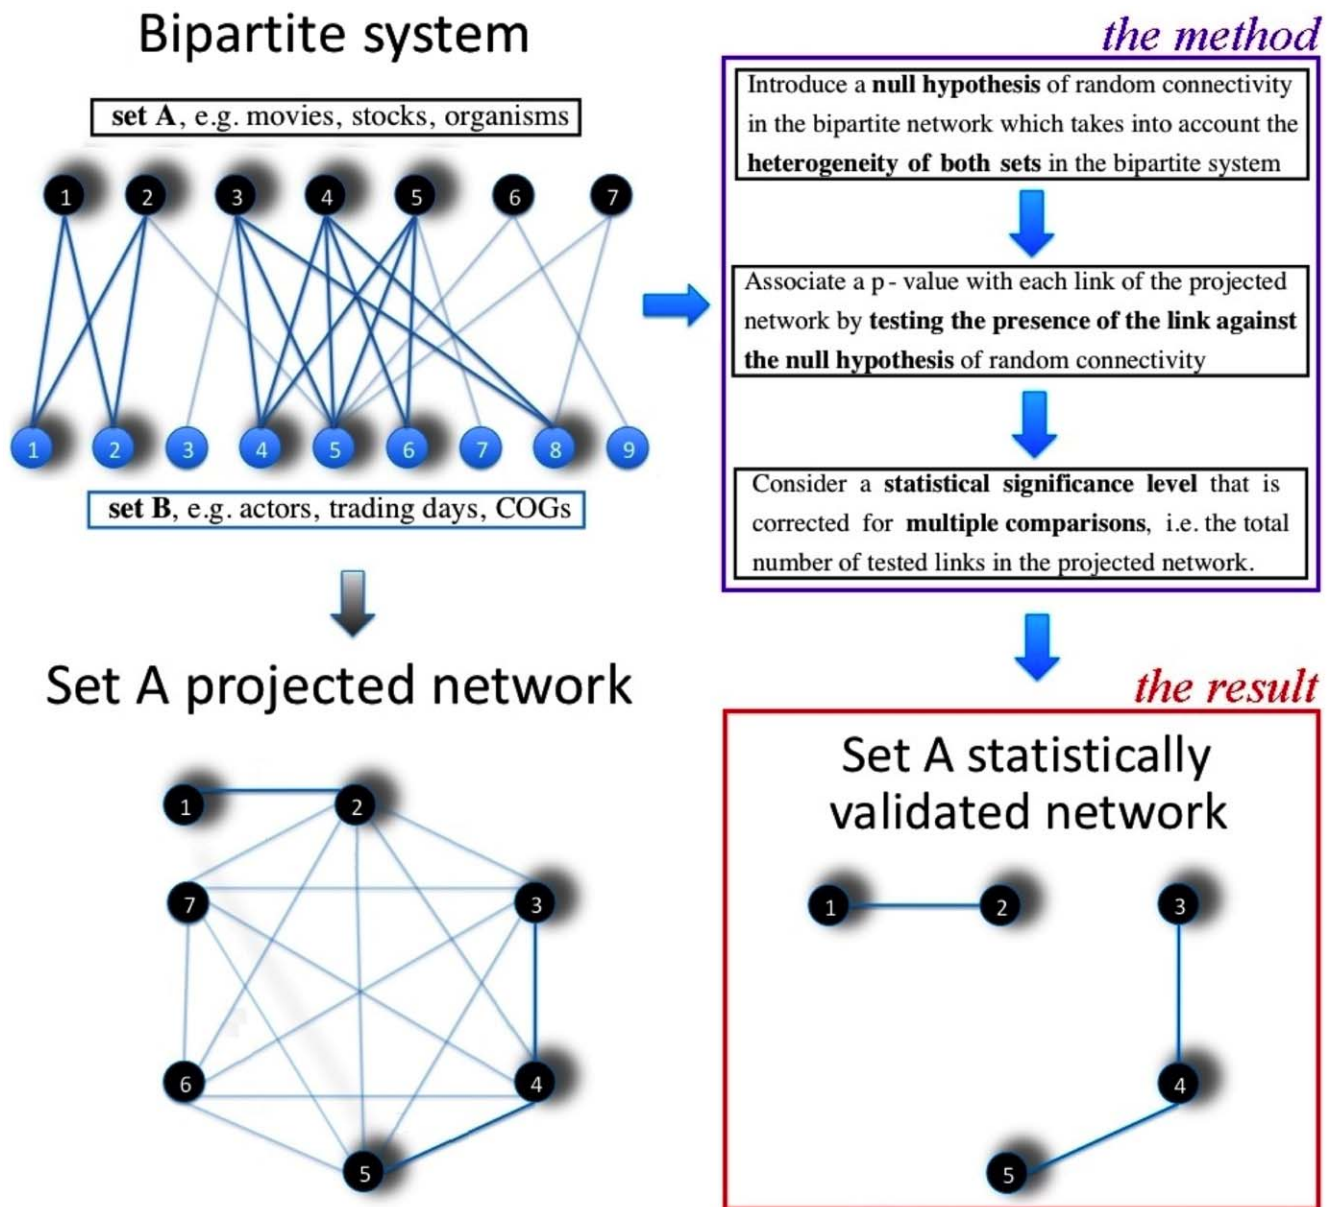 Bipartite system
set A, e.g. movies, stocks, organisms
1 2 3 4 5 6 7
1 2 3 4 5 6 7 8 9
set B, e.g. actors, trading days, COGs
the method
Introduce a null hypothesis of random connectivity
in the bipartite network which takes into account the
heterogeneity of both sets in the bipartite system
Associate a p - value with each link of the projected
network by testing the presence of the link against
the null hypothesis of random connectivity
Consider a statistical significance level that is
corrected for multiple comparisons, i.e. the total
number of tested links in the projected network.
Set A projected network
1 2
7 3
6 4
5
the result
Set A statistically
validated network
1 2 3
4
5